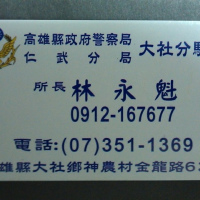 高雄縣政府警察局
仁武分局 大社分駐
所長 林永魁
0912-167677
電話:(07)351-1369
雄縣大社鄉神農村金龍路6